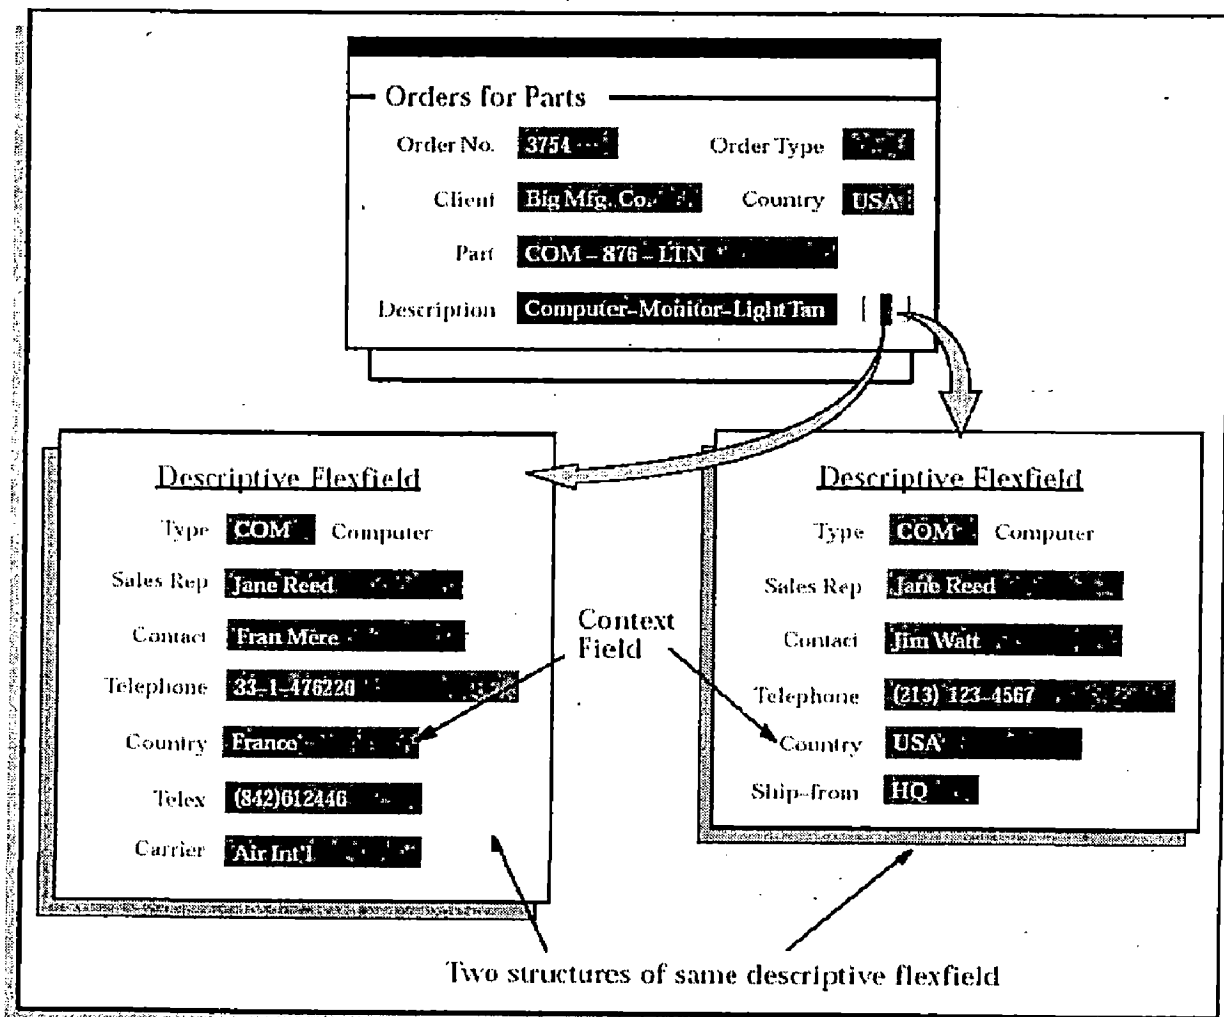 Orders for Parts
Order No. 3754 Order Type
Client Big Mfg. Co. Country USA
Part COM – 876 – LTN
Description Computer–Monitor–Light Tan [ ]
Descriptive Flexfield
Type COM Computer
Sales Rep Jane Reed
Contact Fran Mere
Telephone 33–1–476220
Country France
Telex (842)612446
Carrier Air Int'l
Context
Field
Descriptive Flexfield
Type COM Computer
Sales Rep Jane Reed
Contact Jim Watt
Telephone (213) 123–4567
Country USA
Ship–from HQ
Two structures of same descriptive flexfield